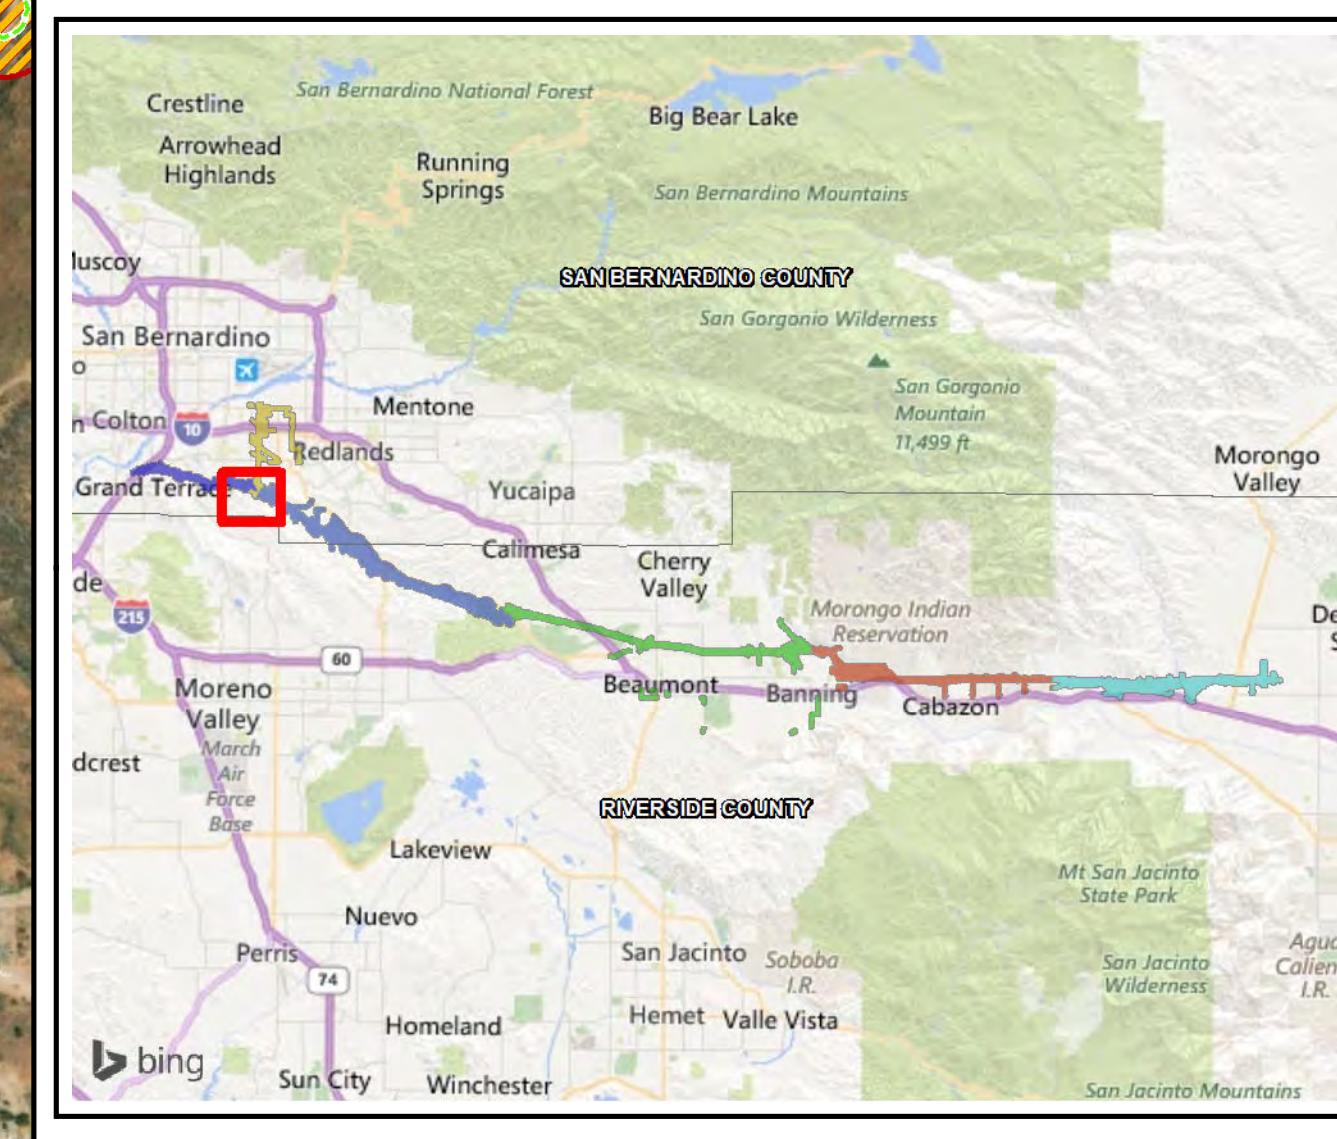 Crestline
San Bernardino National Forest
Big Bear Lake
Arrowhead
Highlands
Running
Springs
San Bernardino Mountains
SAN BERNARDINO COUNTY
San Bernardino
San Gorgonio Wilderness
San Gorgonio
Mountain
11,499 ft
Mentone
Colton
10
Redlands
Morongo
Valley
Grand Terrace
Yucaipa
Calimesa
Cherry
Valley
215
Morongo Indian
Reservation
60
Moreno
Valley
Beaumont
Banning
Cabazon
March
Air
Force
Base
dcrest
RIVERSIDE COUNTY
Lakeview
Mt San Jacinto
State Park
Nuevo
Perris
74
San Jacinto
Soboba
I.R.
San Jacinto
Wilderness
Agua
Calien
I.R.
Homeland
Hemet
Valle Vista
bing
Sun City
Winchester
San Jacinto Mountains